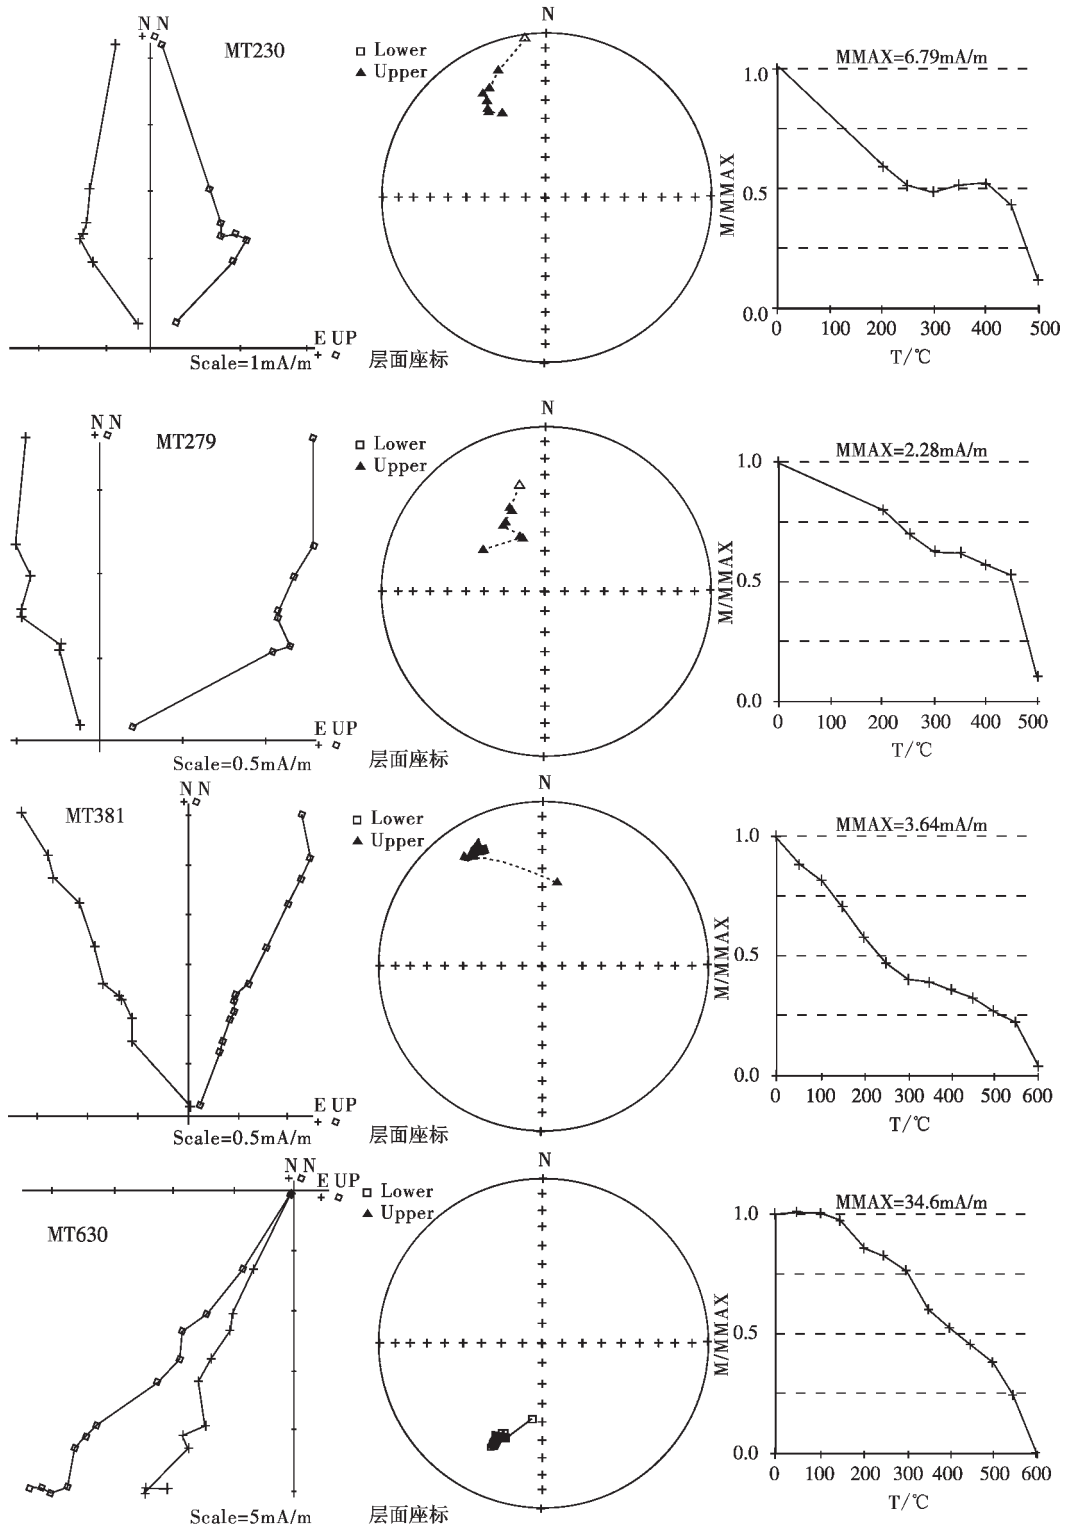 N N
MT230
E UP
Scale=1mA/m
Lower
Upper
N
层面座标
MMAX=6.79mA/m
M/MMAX
1.0
0.5
0.0
0 100 200 300 400 500
T/℃
N N
MT279
E UP
Scale=0.5mA/m
Lower
Upper
N
层面座标
MMAX=2.28mA/m
M/MMAX
1.0
0.5
0.0
0 100 200 300 400 500
T/℃
N N
MT381
E UP
Scale=0.5mA/m
Lower
Upper
N
层面座标
MMAX=3.64mA/m
M/MMAX
1.0
0.5
0.0
0 100 200 300 400 500 600
T/℃
N N
E UP
MT630
Scale=5mA/m
Lower
Upper
N
层面座标
MMAX=34.6mA/m
M/MMAX
1.0
0.5
0.0
0 100 200 300 400 500 600
T/℃